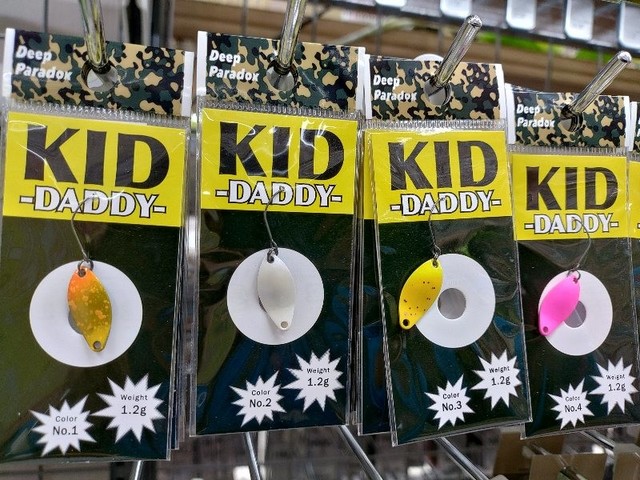 Deep
Paradox
KID
-DADDY-
Color
No.1
Weight
1.2g
Deep
Paradox
KID
-DADDY-
Color
No.2
Weight
1.2g
Deep
Paradox
KID
-DADDY-
Color
No.3
Weight
1.2g
Deep
Paradox
KID
-DADDY-
Color
No.4
Weight
1.2g